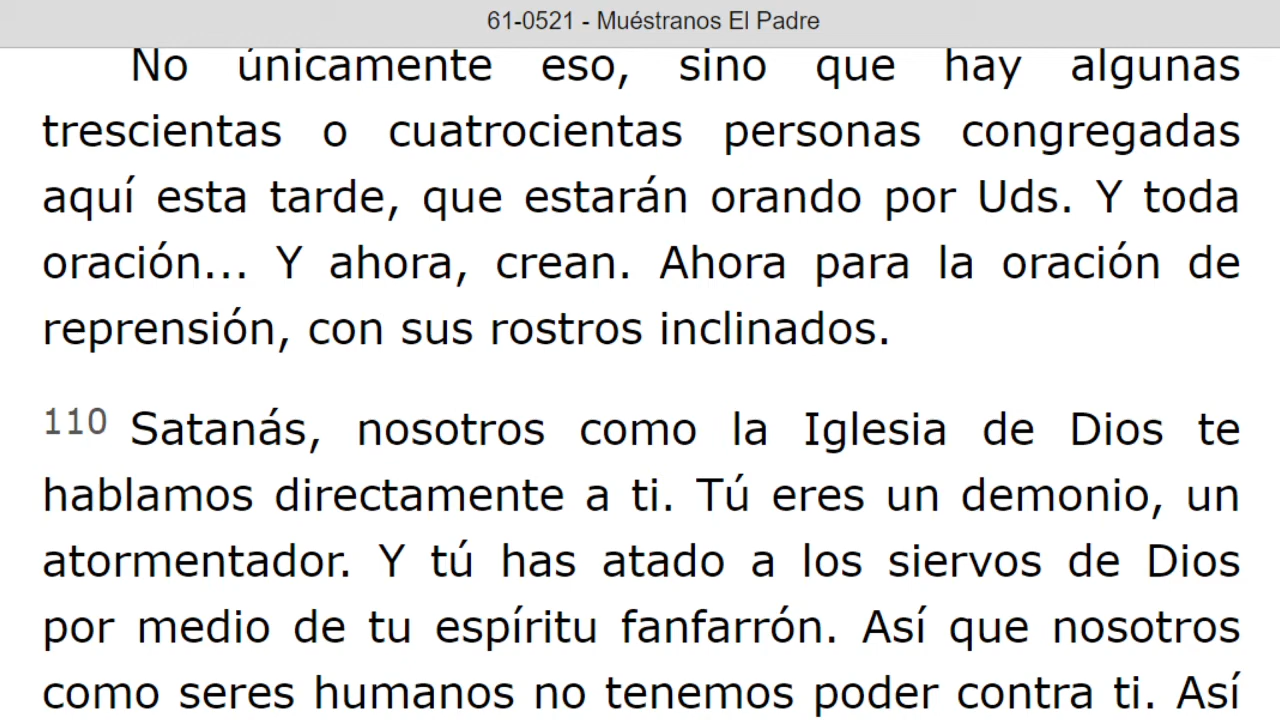 61-0521 - Muéstranos El Padre
No únicamente eso, sino que hay algunas
trescientas o cuatrocientas personas congregadas
aquí esta tarde, que estarán orando por Uds. Y toda
oración... Y ahora, crean. Ahora para la oración de
reprensión, con sus rostros inclinados.
110 Satanás, nosotros como la Iglesia de Dios te
hablamos directamente a ti. Tú eres un demonio, un
atormentador. Y tú has atado a los siervos de Dios
por medio de tu espíritu fanfarrón. Así que nosotros
como seres humanos no tenemos poder contra ti. Así